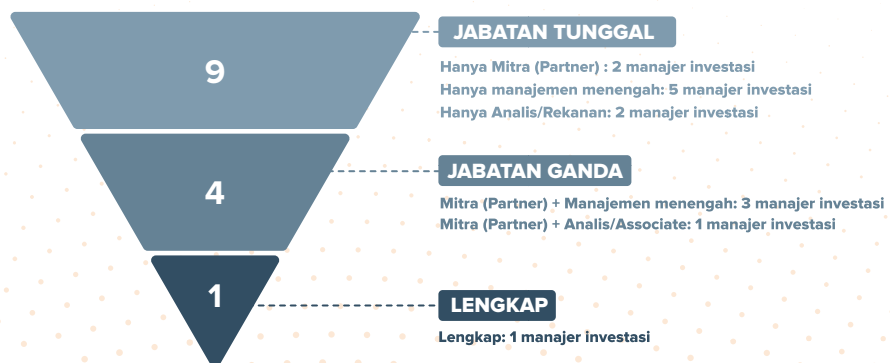 9
JABATAN TUNGGAL
Hanya Mitra (Partner) : 2 manajer investasi
Hanya manajemen menengah: 5 manajer investasi
Hanya Analis/Rekanan: 2 manajer investasi
4
JABATAN GANDA
Mitra (Partner) + Manajemen menengah: 3 manajer investasi
Mitra (Partner) + Analis/Associate: 1 manajer investasi
1
LENGKAP
Lengkap: 1 manajer investasi